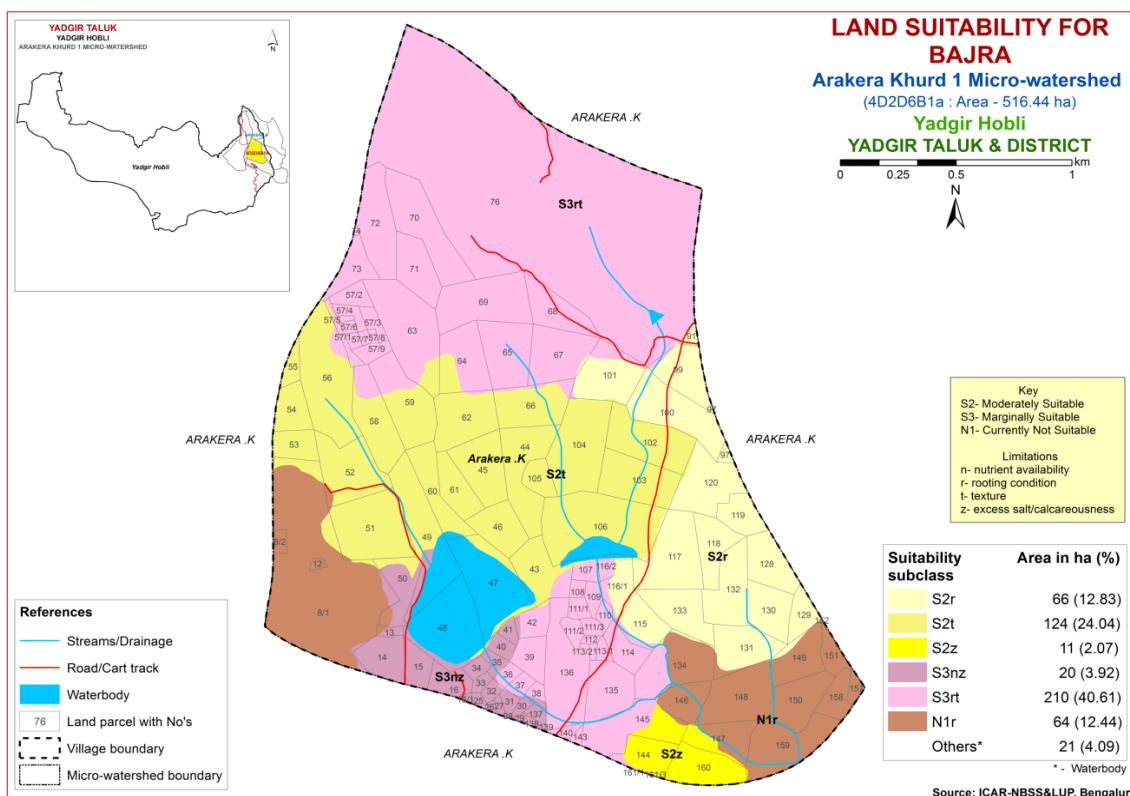 YADGIR TALUK
YADGIR HOBLI
ARAKERA KHURD 1 MICRO-WATERSHED
N
Yadgir Hobli
4D2D6B1a
LAND SUITABILITY FOR
BAJRA
Arakera Khurd 1 Micro-watershed
(4D2D6B1a : Area - 516.44 ha)
Yadgir Hobli
YADGIR TALUK & DISTRICT
km
0 0.25 0.5 1
N
ARAKERA .K
76
S3rt
72
70
73
71
57/2
69
57/4
57/5
57/3
57/6
68
57/1
57/7
57/8
57/9
63
91
65
67
64
99
55
56
101
54
59
66
100
97
58
62
53
ARAKERA .K
44
104
102
ARAKERA .K
Arakera .K
52
45
105
S2t
97
60
61
103
120
51
46
119
49
106
118
43
117
S2r
12
50
47
107
116/2
128
108
116/1
132
8/1
109
111/1
110
133
130
129
48
13
41
42
111/2
111/3
115
40
112
131
14
15
39
113/2
113/1
114
134
149
151
34
35
S3nz
36
136
16
33
37
32
38
135
146
148
150
158
31
30
137
145
N1r
139
140
143
147
159
144
S2z
160
ARAKERA .K
Key
S2- Moderately Suitable
S3- Marginally Suitable
N1- Currently Not Suitable
Limitations
n- nutrient availability
r- rooting condition
t- texture
z- excess salt/calcareousness
Suitability subclass Area in ha (%)
S2r 66 (12.83)
S2t 124 (24.04)
S2z 11 (2.07)
S3nz 20 (3.92)
S3rt 210 (40.61)
N1r 64 (12.44)
Others* 21 (4.09)
* - Waterbody
Source: ICAR-NBSS&LUP, Bengalur
References
Streams/Drainage
Road/Cart track
Waterbody
76 Land parcel with No's
Village boundary
Micro-watershed boundary